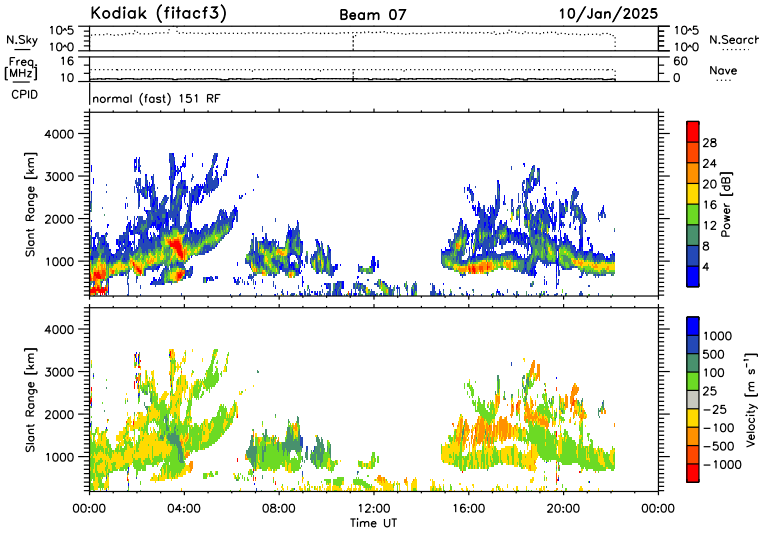 Kodiak (fitacf3) Beam 07 10/Jan/2025
N.Sky 10^5 10^0 10^5 10^0 N.Search
Freq. [MHz] 16 10 60 0 Nave
CPID normal (fast) 151 RF
Slant Range [km] 4000 3000 2000 1000
Power [dB] 28 24 20 16 12 8 4
Slant Range [km] 4000 3000 2000 1000
Velocity [m s⁻¹] 1000 500 100 25 −25 −100 −500 −1000
00:00 04:00 08:00 12:00 16:00 20:00 00:00
Time UT